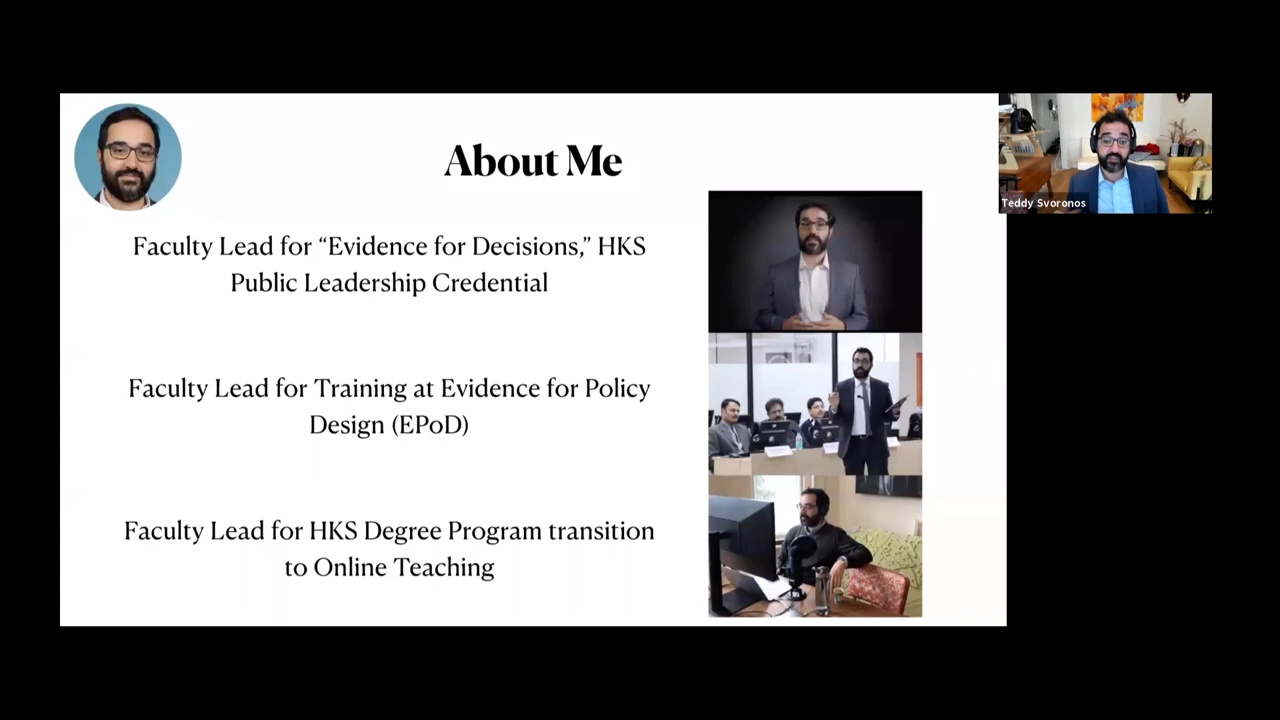 About Me
Teddy Svoronos
Faculty Lead for “Evidence for Decisions,” HKS
Public Leadership Credential
Faculty Lead for Training at Evidence for Policy
Design (EPoD)
Faculty Lead for HKS Degree Program transition
to Online Teaching